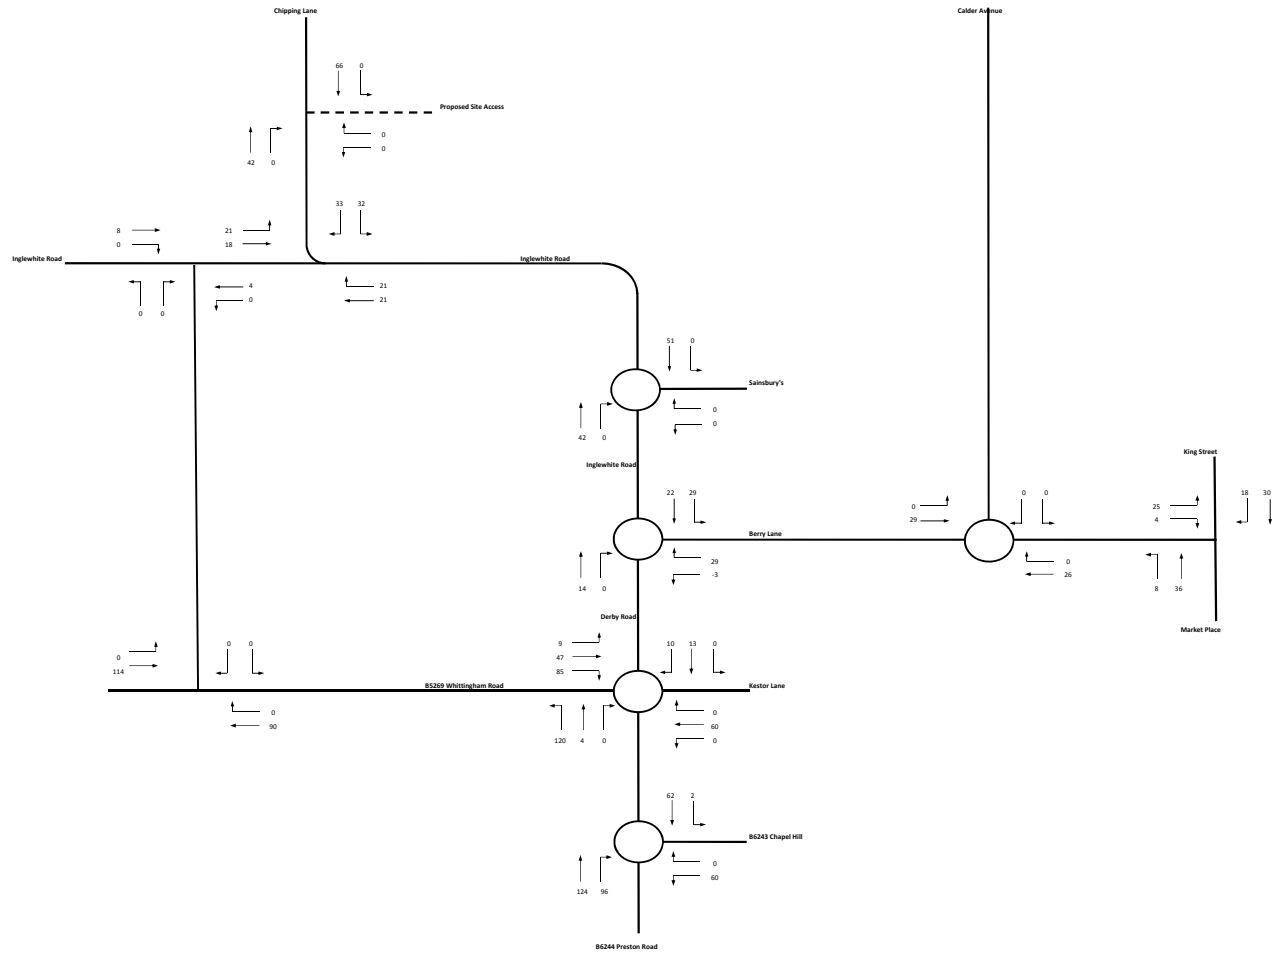 Chipping Lane
Calder Avenue
66 0
Proposed Site Access
0
42 0
0
33 32
8 21
0 18
Inglewhite Road
Inglewhite Road
4 21
0 21
0 0
51 0
Sainsbury's
0
0
42 0
Inglewhite Road
King Street
22 29
0 0
18 30
0 25
29 4
Berry Lane
29 0
-3 26
14 0
8 36
Derby Road
Market Place
9 10 13 0
0 0 0
47
114 85
B5269 Whittingham Road
Kestor Lane
0 0
90 60
120 4 0 0
62 2
B6243 Chapel Hill
0
60
124 96
B6244 Preston Road